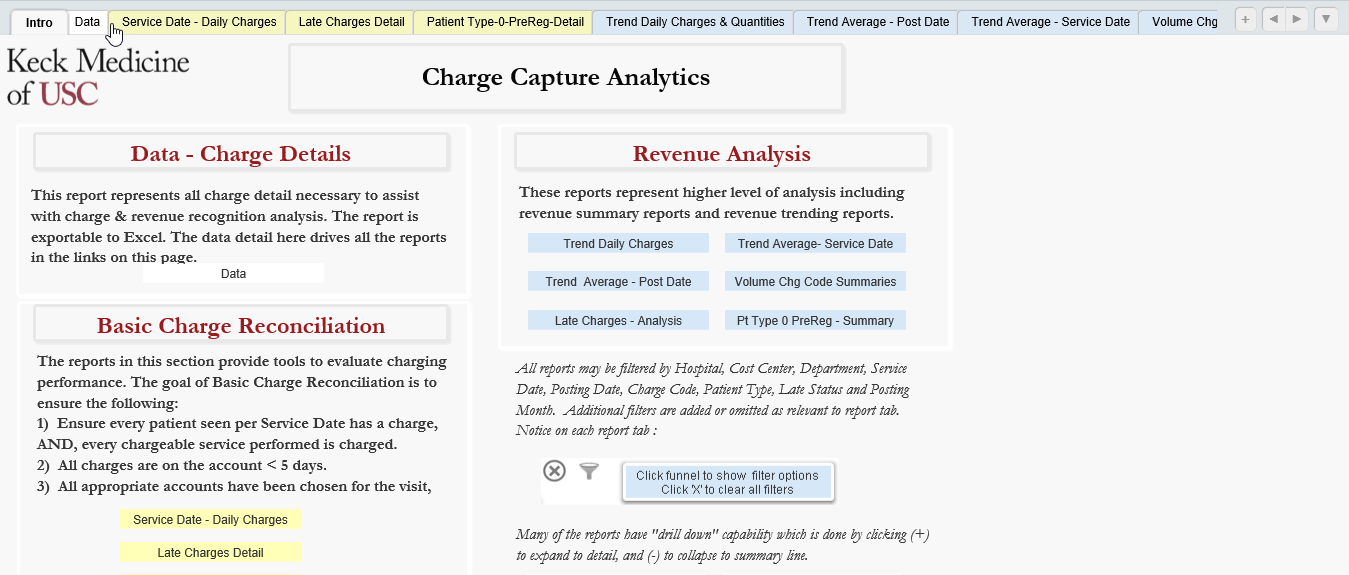 Intro Data Service Date - Daily Charges Late Charges Detail Patient Type-0-PreReg-Detail Trend Daily Charges & Quantities Trend Average - Post Date Trend Average - Service Date Volume Chg
Keck Medicine
of USC
Charge Capture Analytics
Data - Charge Details
This report represents all charge detail necessary to assist
with charge & revenue recognition analysis. The report is
exportable to Excel. The data detail here drives all the reports
in the links on this page.
Data
Basic Charge Reconciliation
The reports in this section provide tools to evaluate charging
performance. The goal of Basic Charge Reconciliation is to
ensure the following:
1) Ensure every patient seen per Service Date has a charge,
AND, every chargeable service performed is charged.
2) All charges are on the account < 5 days.
3) All appropriate accounts have been chosen for the visit,
Service Date - Daily Charges
Late Charges Detail
Revenue Analysis
These reports represent higher level of analysis including
revenue summary reports and revenue trending reports.
Trend Daily Charges Trend Average- Service Date
Trend Average - Post Date Volume Chg Code Summaries
Late Charges - Analysis Pt Type 0 PreReg - Summary
All reports may be filtered by Hospital, Cost Center, Department, Service
Date, Posting Date, Charge Code, Patient Type, Late Status and Posting
Month. Additional filters are added or omitted as relevant to report tab.
Notice on each report tab :
Click funnel to show filter options
Click 'X' to clear all filters
Many of the reports have "drill down" capability which is done by clicking (+)
to expand to detail, and (-) to collapse to summary line.